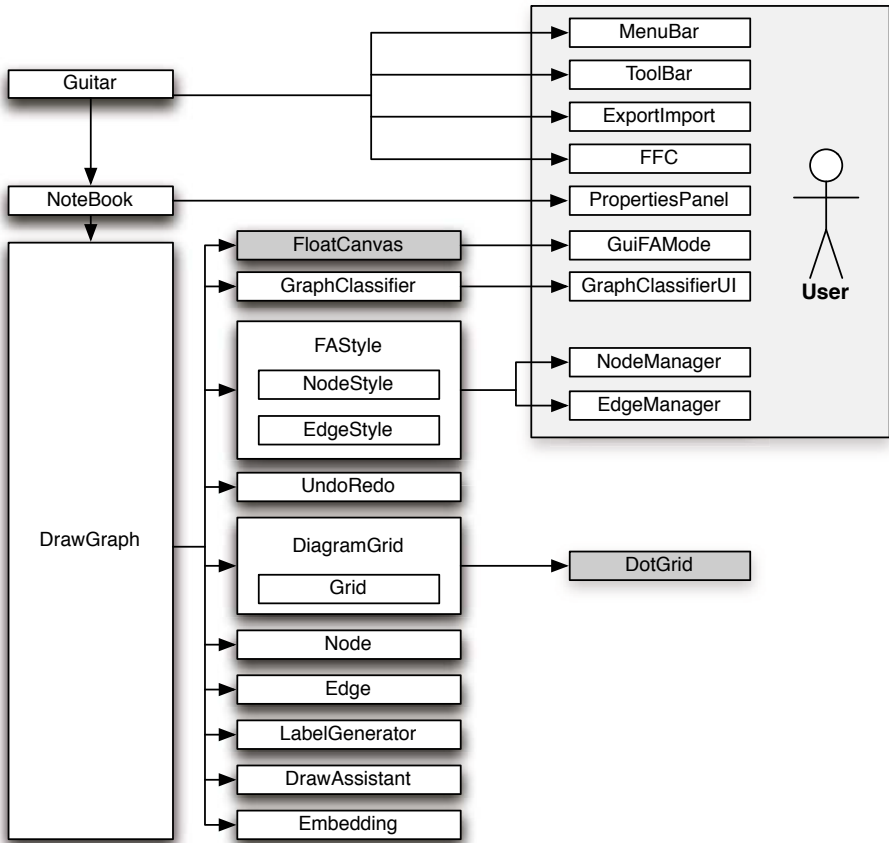 Guitar
NoteBook
DrawGraph
FloatCanvas
GraphClassifier
FAStyle
NodeStyle
EdgeStyle
UndoRedo
DiagramGrid
Grid
Node
Edge
LabelGenerator
DrawAssistant
Embedding
MenuBar
ToolBar
ExportImport
FFC
PropertiesPanel
GuiFAMode
GraphClassifierUI
NodeManager
EdgeManager
User
DotGrid